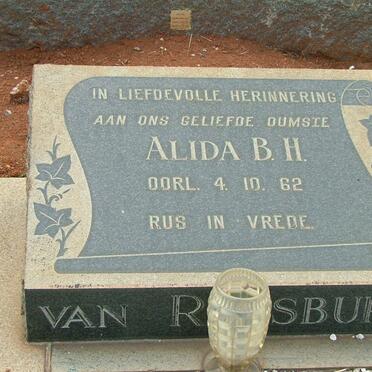 IN LIEFDEVOLLE HERINNERING
AAN ONS GELIEFDE OUMSIE
ALIDA B. H.
OORL. 4. 10. 62
RUS IN VREDE.
VAN